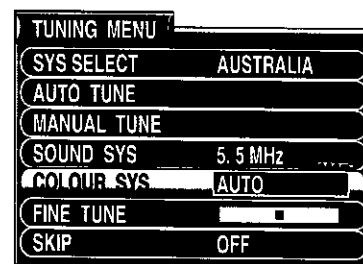 TUNING MENU
SYS SELECT AUSTRALIA
AUTO TUNE
MANUAL TUNE
SOUND SYS 5.5 MHz
COLOUR SYS AUTO
FINE TUNE
SKIP OFF